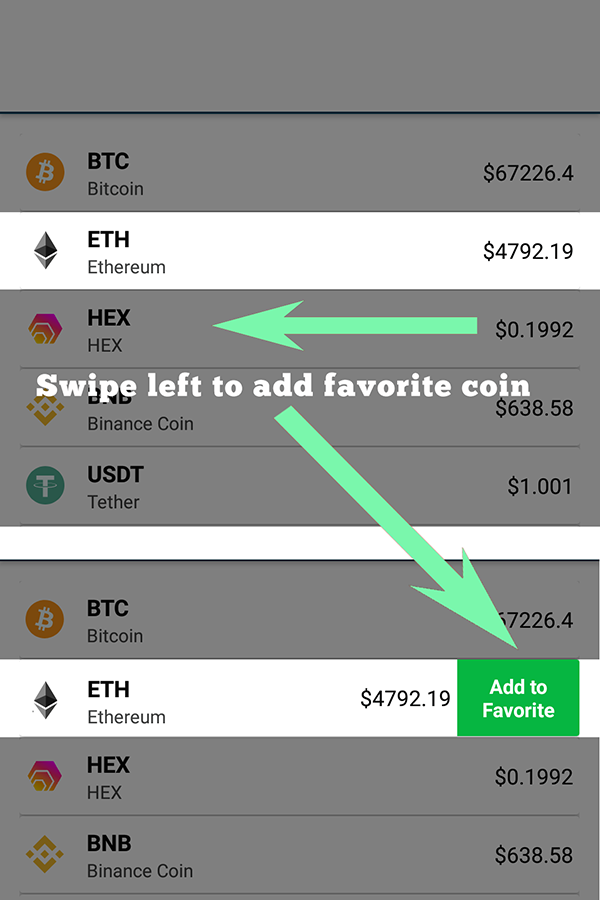 BTC
Bitcoin
$67226.4
ETH
Ethereum
$4792.19
HEX
HEX
$0.1992
Swipe left to add favorite coin
BNB
Binance Coin
$638.58
USDT
Tether
$1.001
BTC
Bitcoin
67226.4
ETH
Ethereum
$4792.19
Add to
Favorite
HEX
HEX
$0.1992
BNB
Binance Coin
$638.58